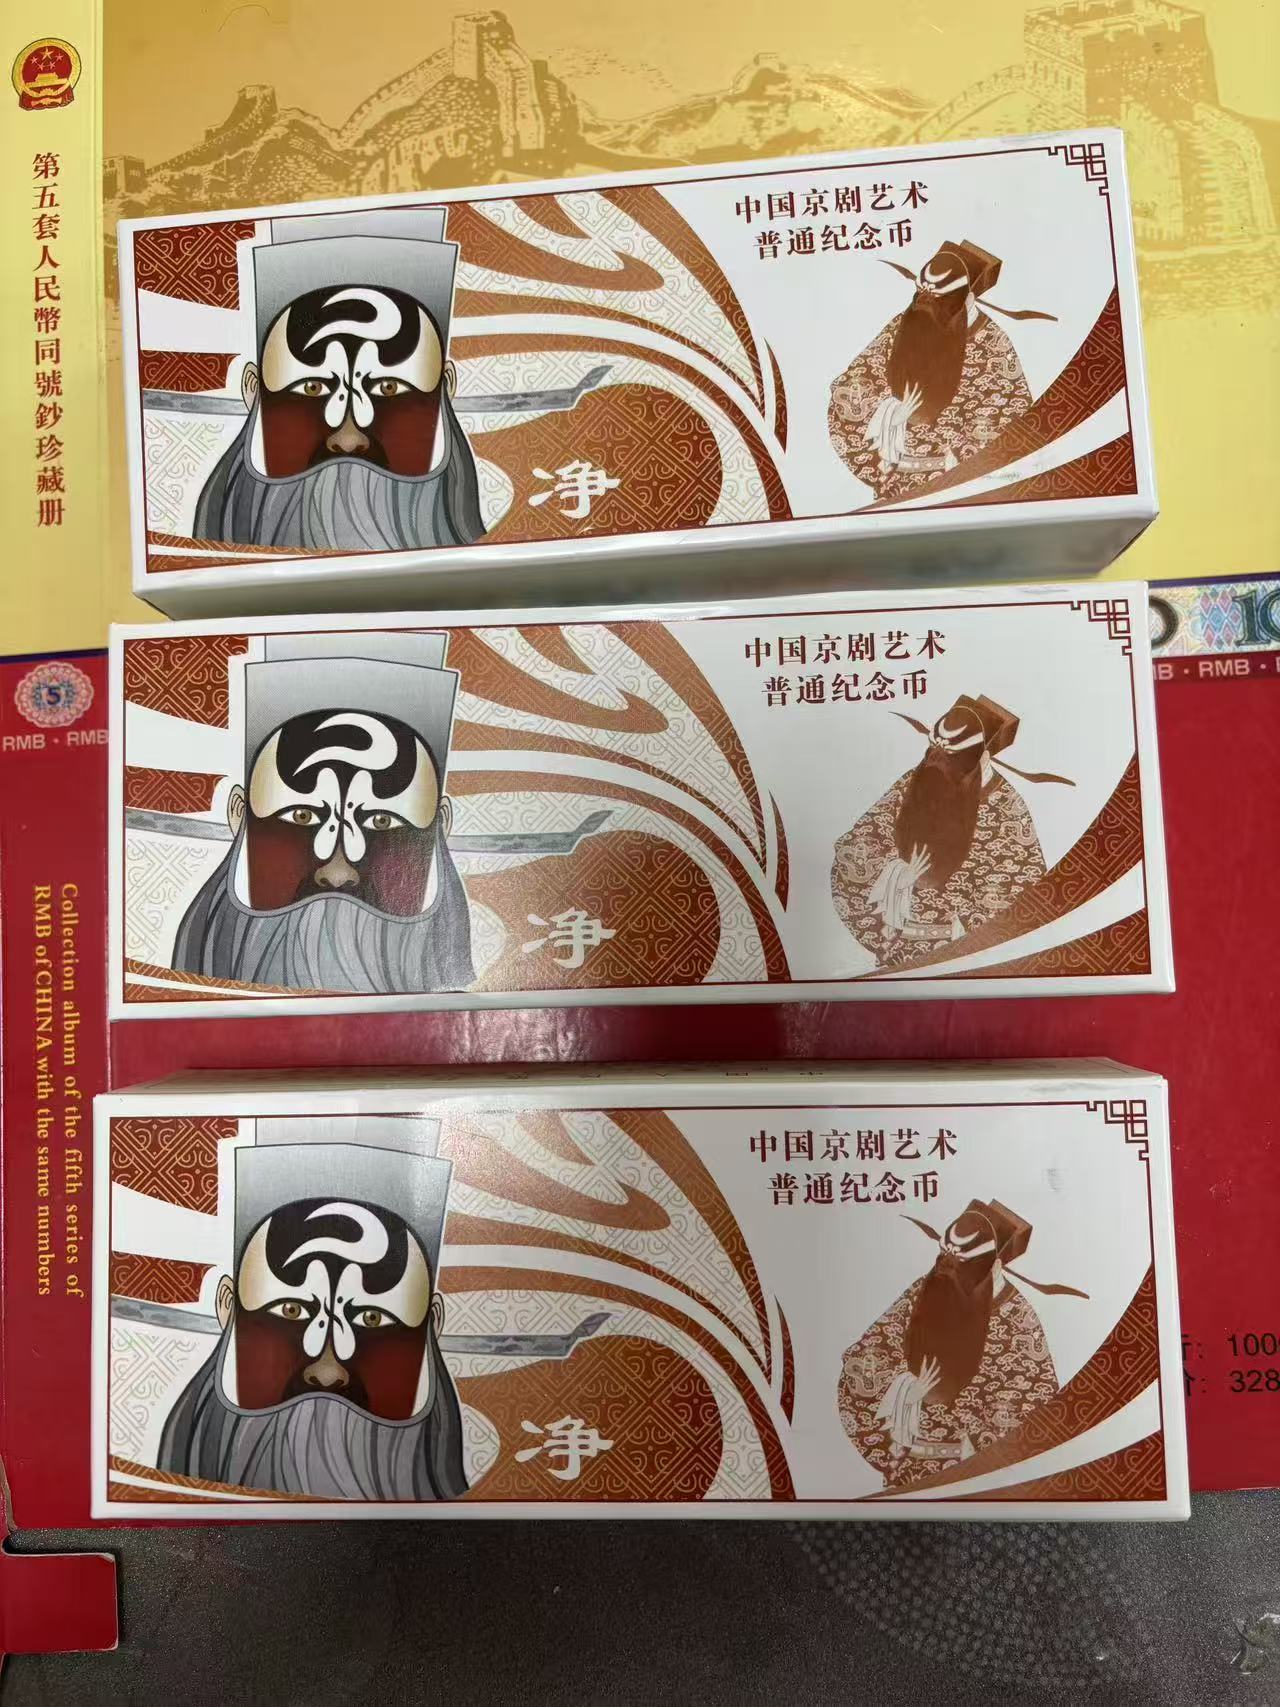 第五套人民幣同號鈔珍藏册
中国京剧艺术
普通纪念币
净
5
RMB · RMB
RMB · R
中国京剧艺术
普通纪念币
净
Collection album of the fifth series of
RMB of CHINA with the same numbers
中国京剧艺术
普通纪念币
净
100
328